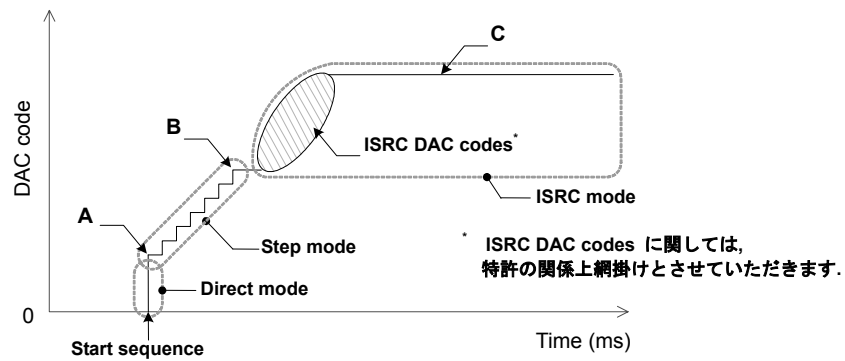 C
B
ISRC DAC codes*
DAC code
ISRC mode
A
Step mode
* ISRC DAC codes に関しては,
特許の関係上網掛けとさせていただきます.
Direct mode
0
Time (ms)
Start sequence